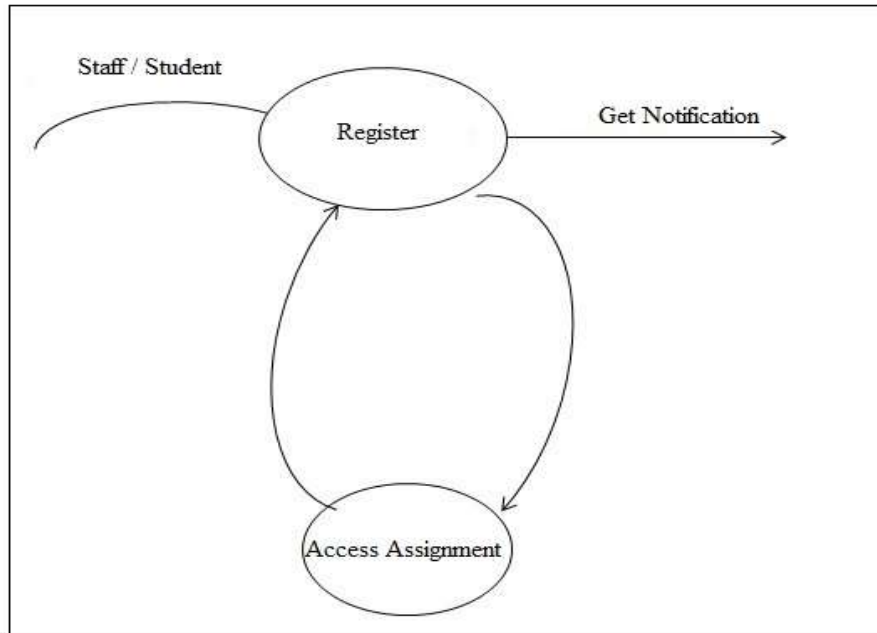 Staff / Student
Get Notification
Register
Access Assignment